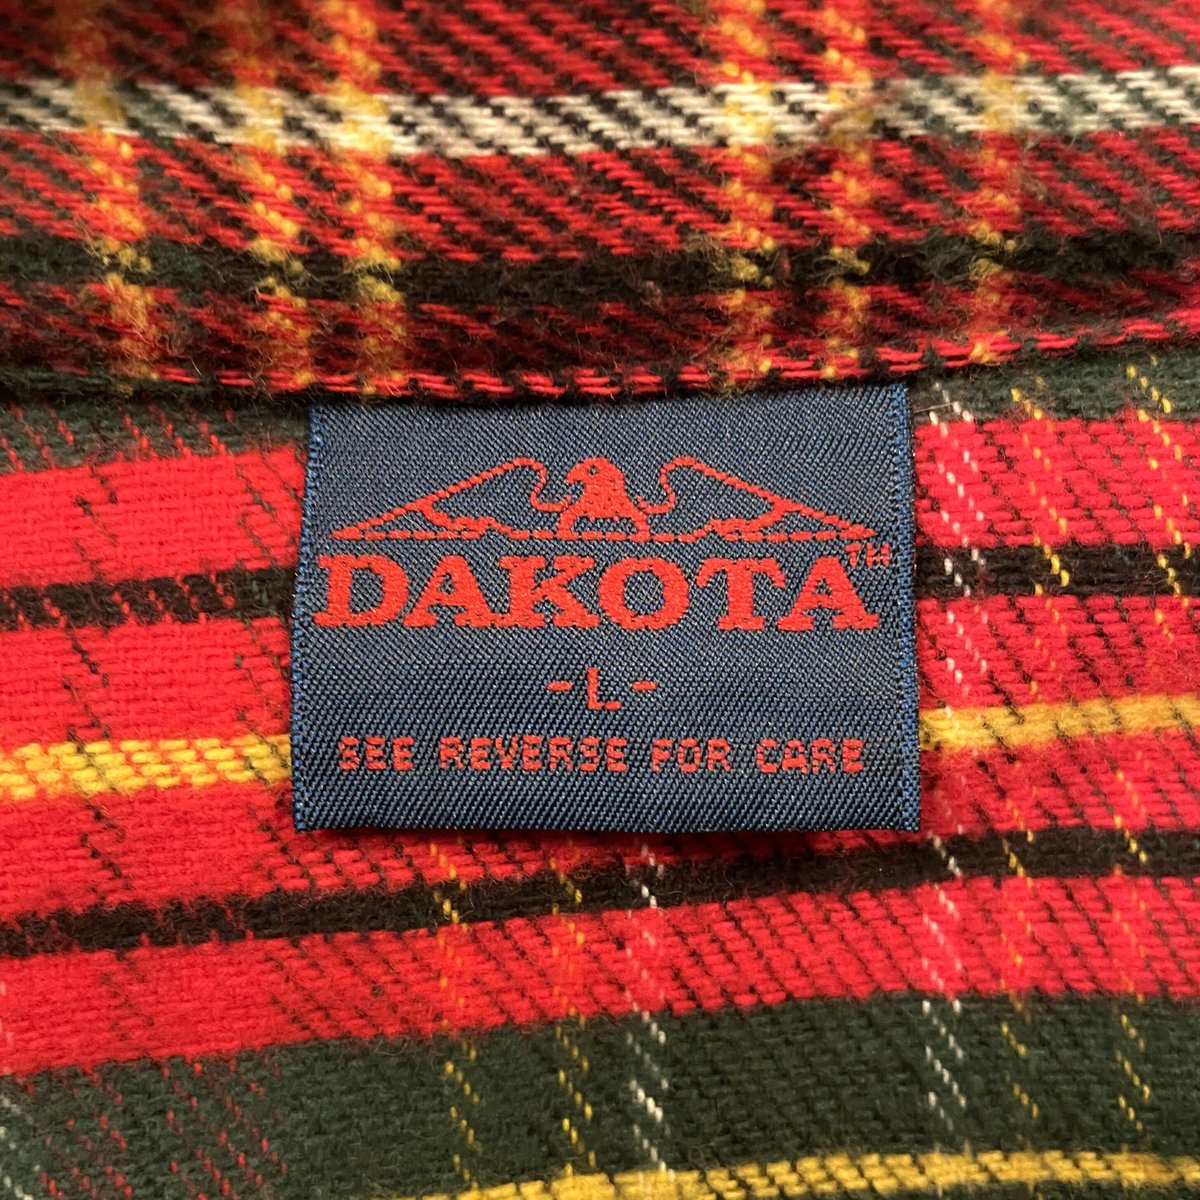 DAKOTA™
- L -
SEE REVERSE FOR CARE